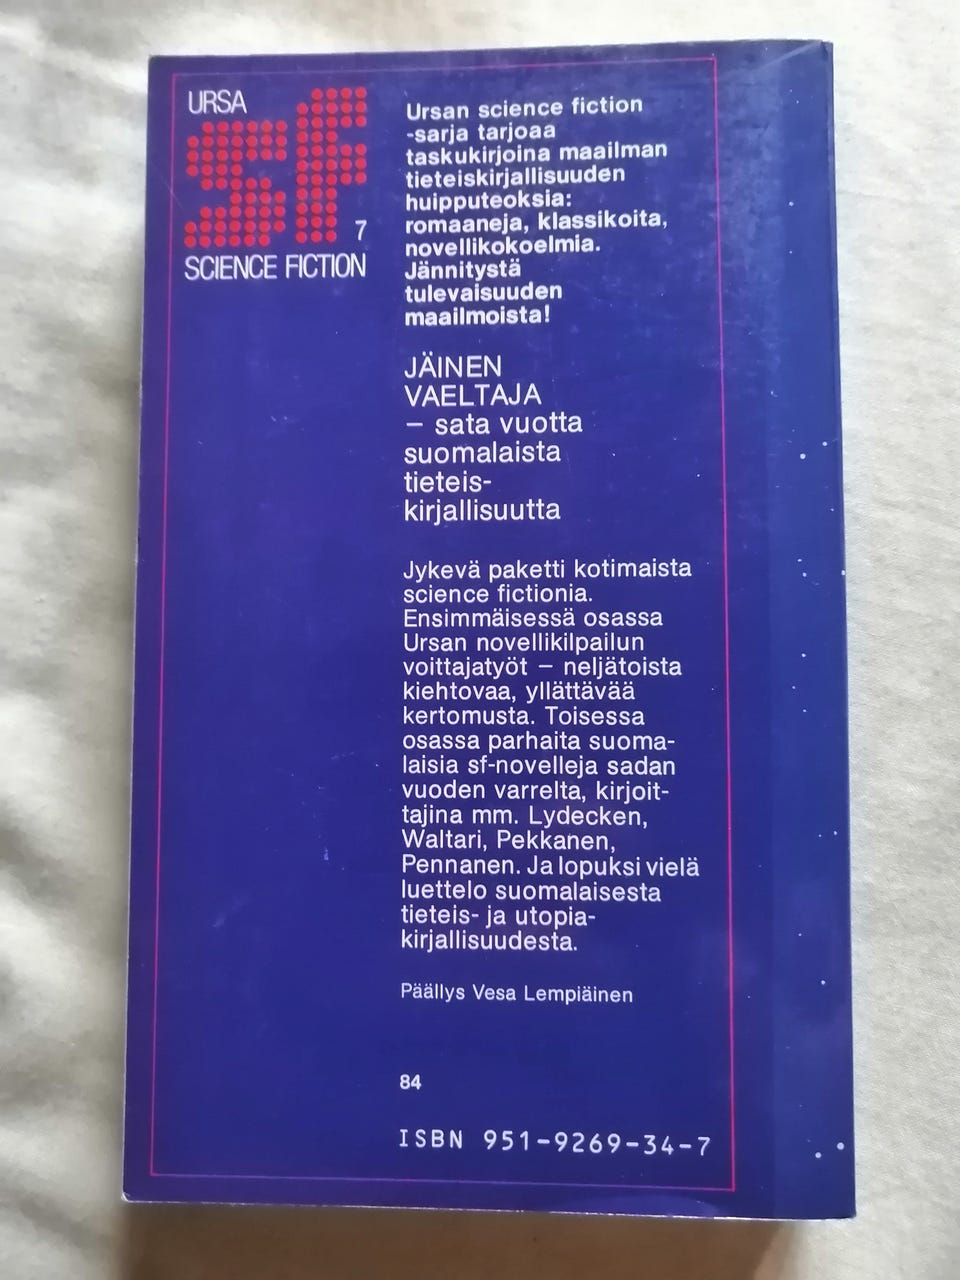 URSA
sf
7
SCIENCE FICTION
Ursan science fiction
-sarja tarjoaa
taskukirjoina maailman
tieteiskirjallisuuden
huipputeoksia:
romaaneja, klassikoita,
novellikokoelmia.
Jännitystä
tulevaisuuden
maailmoista!
JÄINEN
VAELTAJA
– sata vuotta
suomalaista
tieteis-
kirjallisuutta
Jykevä paketti kotimaista
science fictionia.
Ensimmäisessä osassa
Ursan novellikilpailun
voittajatyöt – neljätoista
kiehtovaa, yllättävää
kertomusta. Toisessa
osassa parhaita suoma-
laisia sf-novelleja sadan
vuoden varrelta, kirjoit-
tajina mm. Lydecken,
Waltari, Pekkanen,
Pennanen. Ja lopuksi vielä
luettelo suomalaisesta
tieteis- ja utopia-
kirjallisuudesta.
Päällys Vesa Lempiäinen
84
ISBN 951-9269-34-7